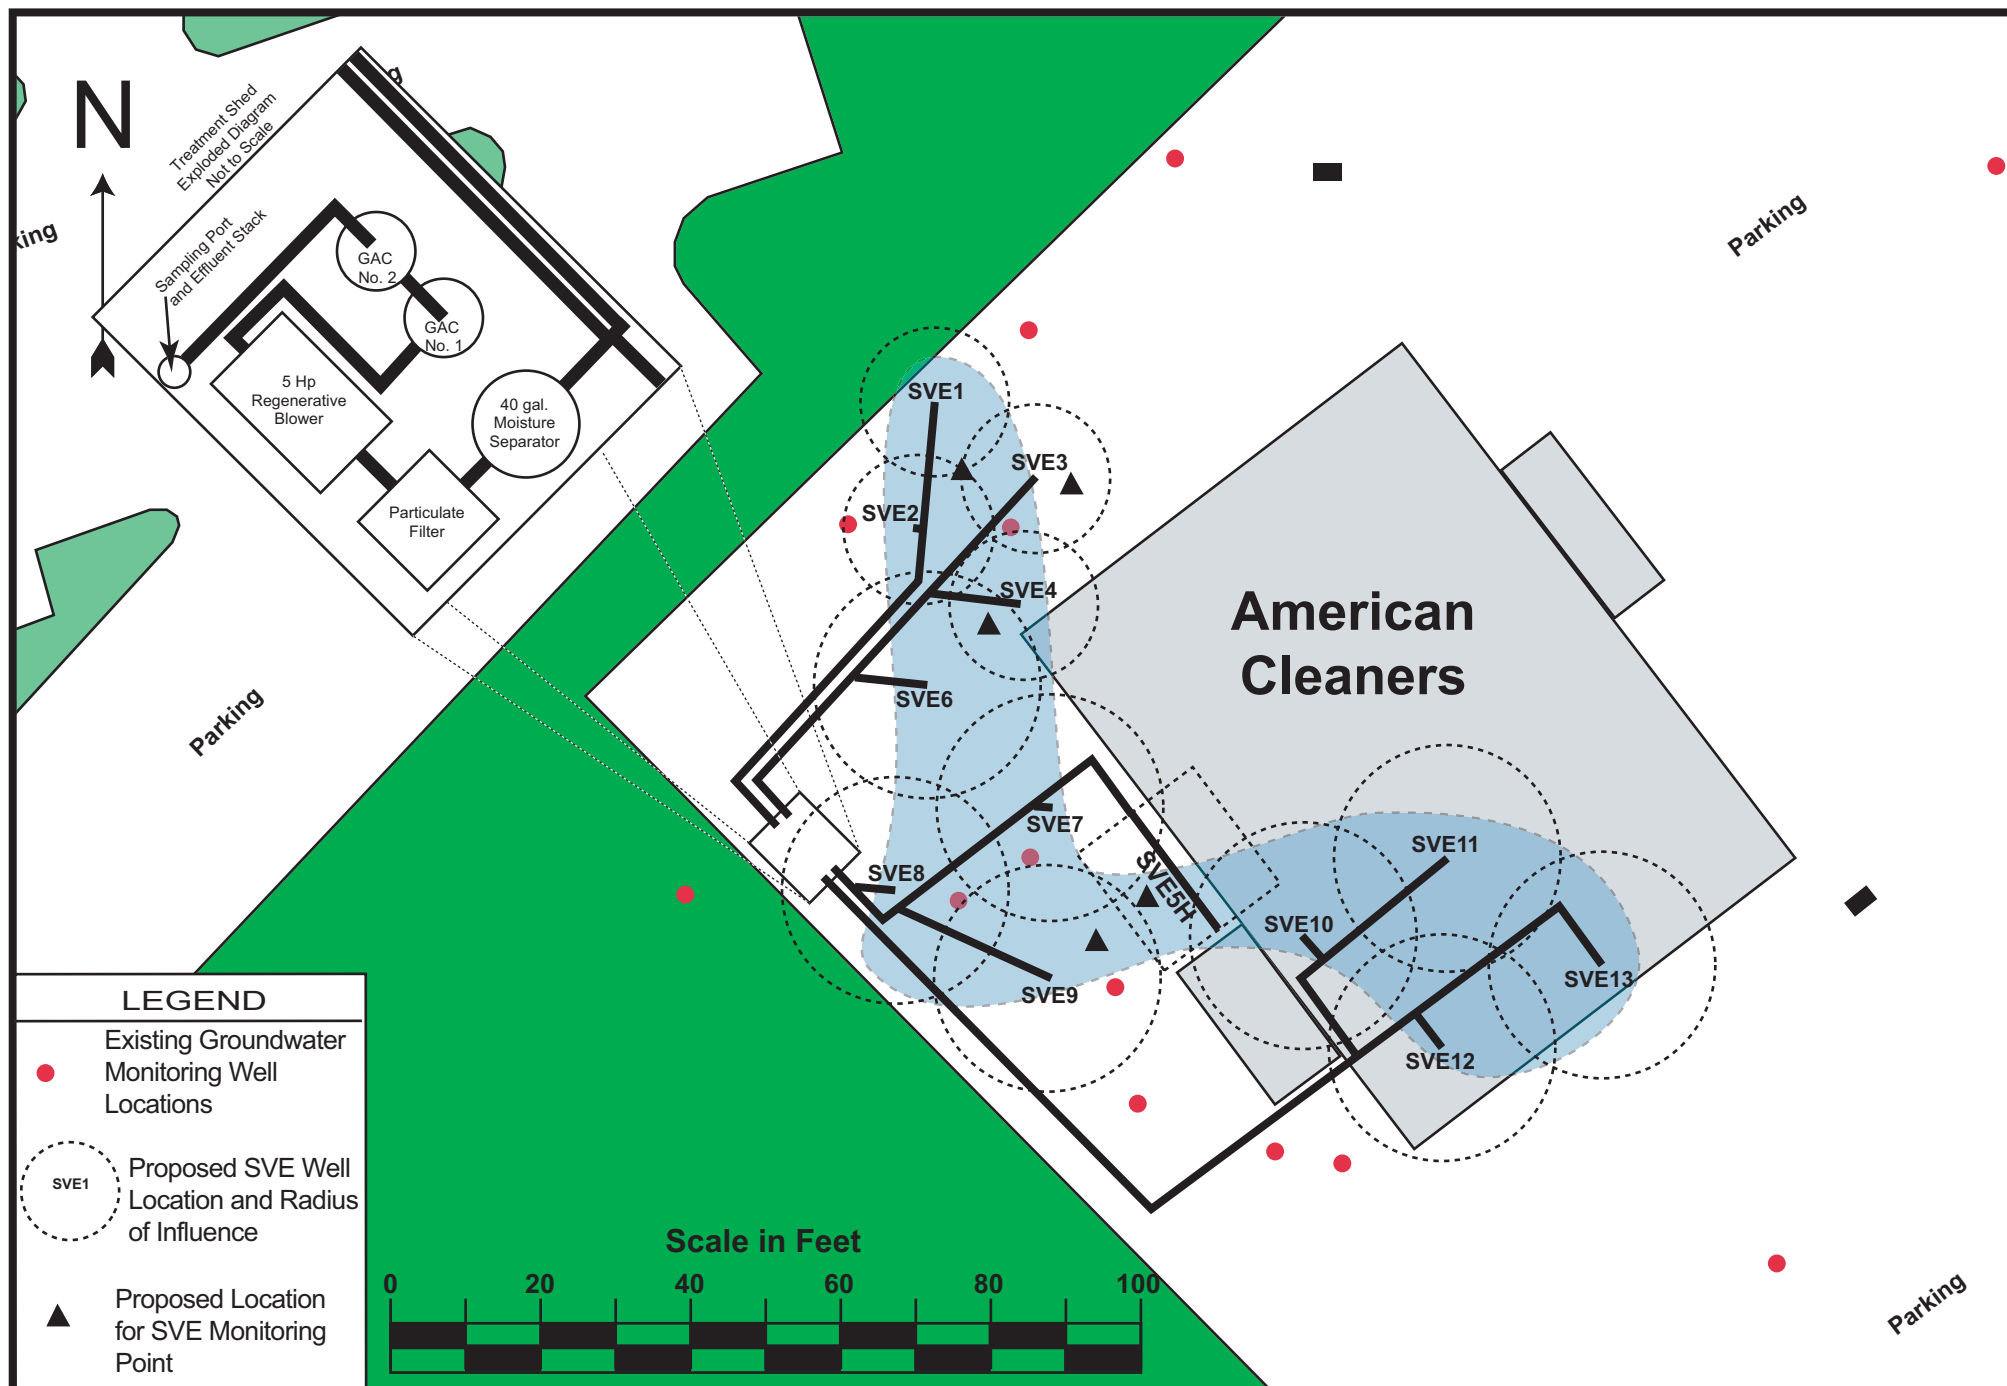 N
Treatment Shed
Exploded Diagram
Not to Scale
g
king
Sampling Port
and Effluent Stack
GAC
No. 2
GAC
No. 1
5 Hp
Regenerative
Blower
40 gal.
Moisture
Separator
Particulate
Filter
Parking
Parking
SVE1
SVE3
SVE2
SVE4
SVE6
SVE7
SVE8
SVE5H
SVE9
SVE10
SVE11
SVE12
SVE13
American
Cleaners
LEGEND
Existing Groundwater
Monitoring Well
Locations
SVE1
Proposed SVE Well
Location and Radius
of Influence
Proposed Location
for SVE Monitoring
Point
Scale in Feet
0 20 40 60 80 100
Parking